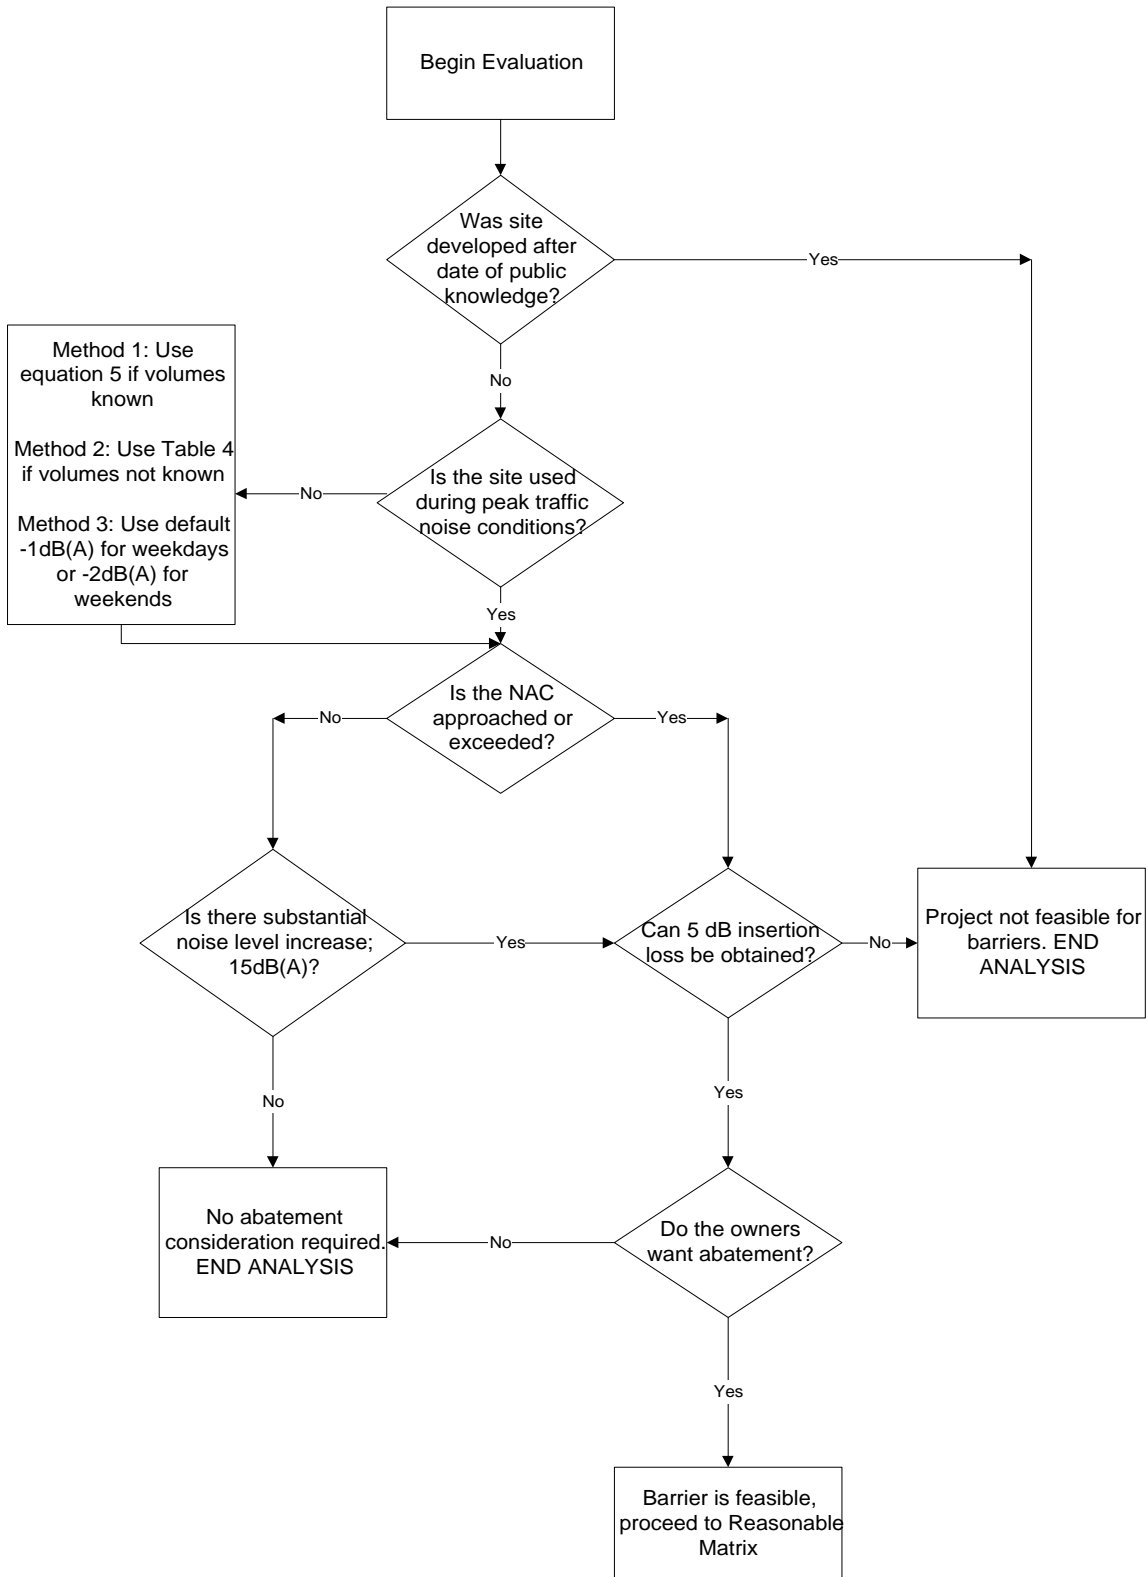 Begin Evaluation
Was site
developed after
date of public
knowledge?
Yes
No
Method 1: Use
equation 5 if volumes
known
Method 2: Use Table 4
if volumes not known
Method 3: Use default
-1dB(A) for weekdays
or -2dB(A) for
weekends
No
Is the site used
during peak traffic
noise conditions?
Yes
Is the NAC
approached or
exceeded?
No
Yes
Is there substantial
noise level increase;
15dB(A)?
Yes
Can 5 dB insertion
loss be obtained?
No
Project not feasible for
barriers. END
ANALYSIS
No
Yes
No abatement
consideration required.
END ANALYSIS
No
Do the owners
want abatement?
Yes
Barrier is feasible,
proceed to Reasonable
Matrix